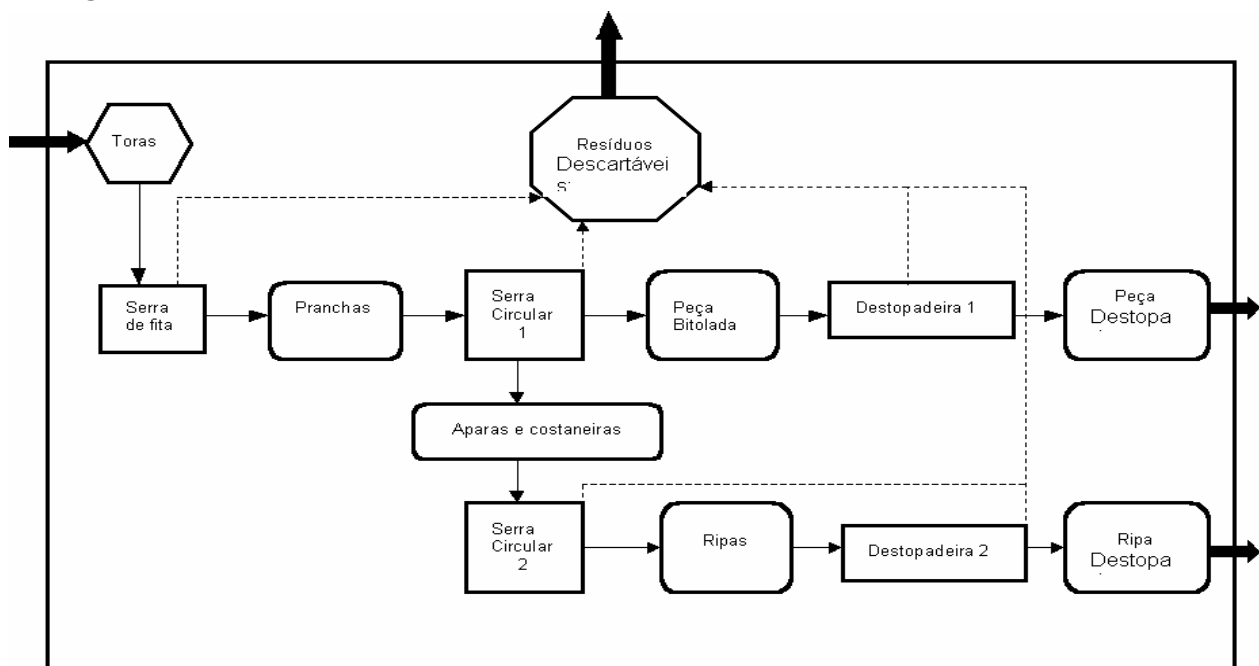 Toras
Resíduos
Descartávei
s
Serra
de fita
Pranchas
Serra
Circular
1
Peça
Bitolada
Destopadeira 1
Peça
Destopa
Aparas e costaneiras
Serra
Circular
2
Ripas
Destopadeira 2
Ripa
Destopa